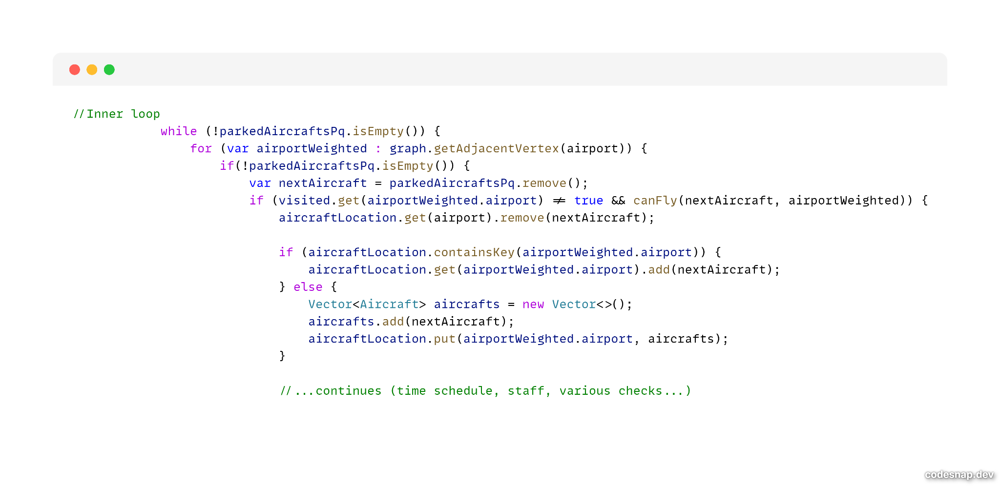 //Inner loop
while (!parkedAircraftsPq.isEmpty()) {
for (var airportWeighted : graph.getAdjacentVertex(airport)) {
if(!parkedAircraftsPq.isEmpty()) {
var nextAircraft = parkedAircraftsPq.remove();
if (visited.get(airportWeighted.airport) != true && canFly(nextAircraft, airportWeighted)) {
aircraftLocation.get(airport).remove(nextAircraft);
if (aircraftLocation.containsKey(airportWeighted.airport)) {
aircraftLocation.get(airportWeighted.airport).add(nextAircraft);
} else {
Vector<Aircraft> aircrafts = new Vector<>();
aircrafts.add(nextAircraft);
aircraftLocation.put(airportWeighted.airport, aircrafts);
}
//...continues (time schedule, staff, various checks...)
codesnap.dev